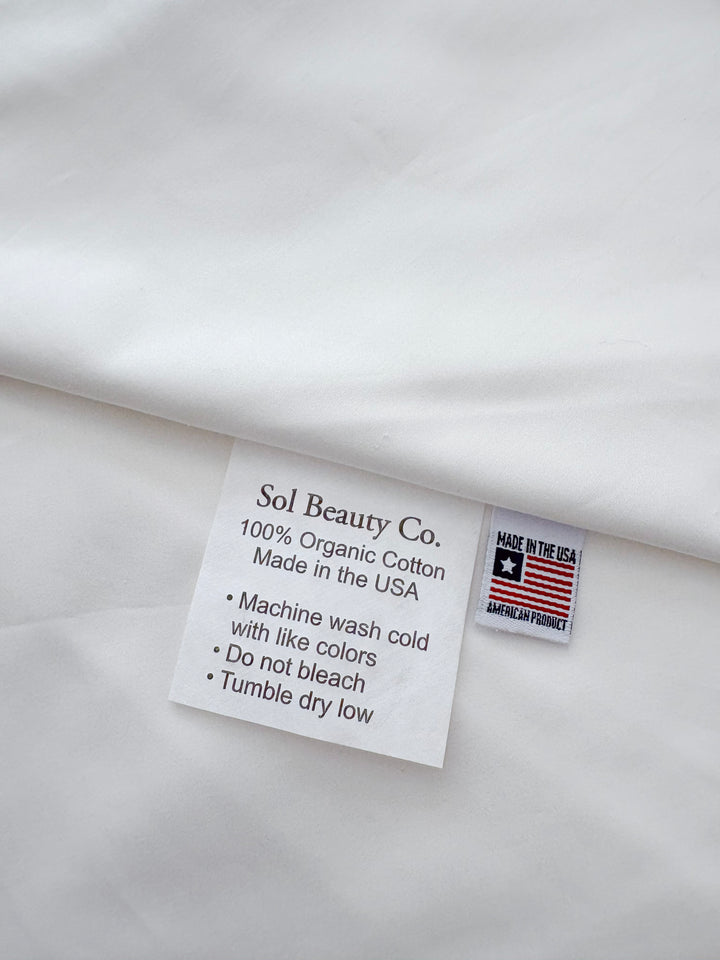 Sol Beauty Co.
100% Organic Cotton
Made in the USA
• Machine wash cold
with like colors
• Do not bleach
• Tumble dry low
MADE IN THE USA
AMERICAN PRODUCT